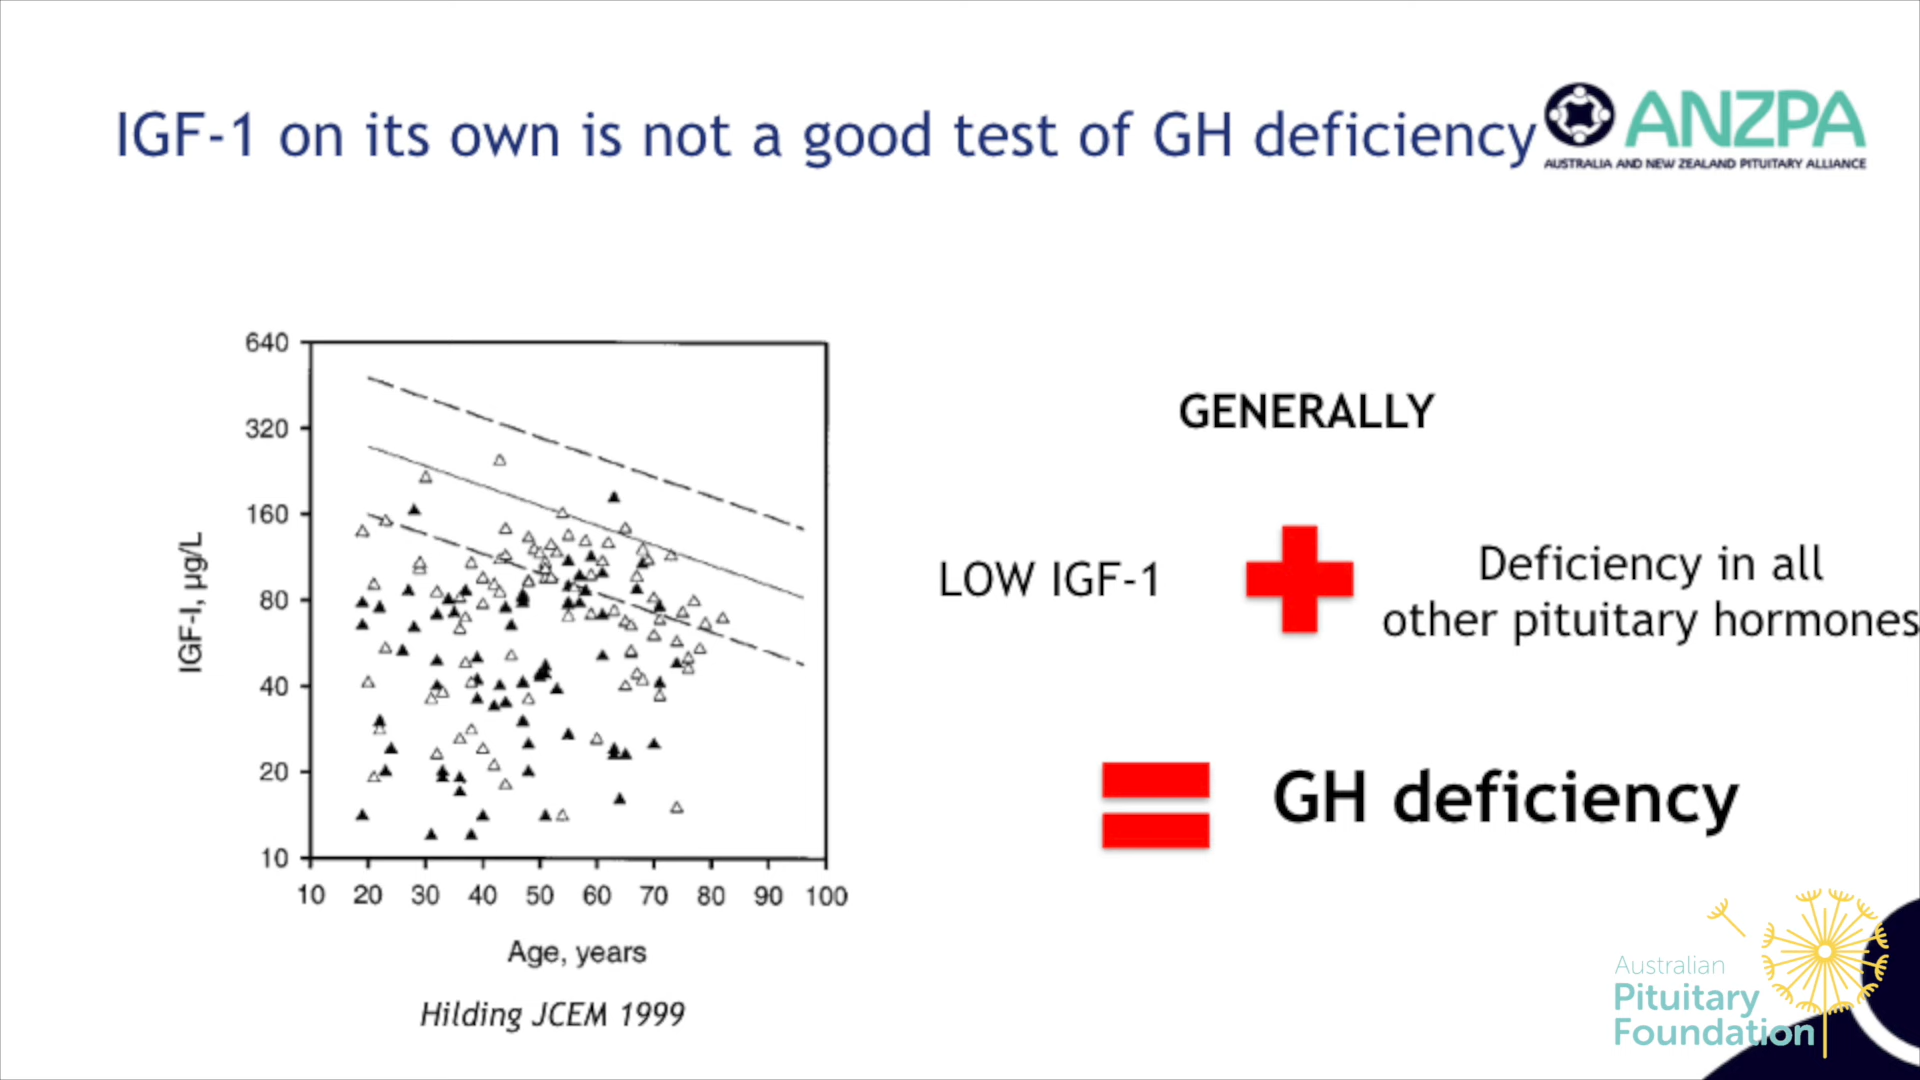 IGF-1 on its own is not a good test of GH deficiency
ANZPA
AUSTRALIA AND NEW ZEALAND PITUITARY ALLIANCE
640
320
160
80
40
20
10
IGF-I, µg/L
10 20 30 40 50 60 70 80 90 100
Age, years
Hilding JCEM 1999
GENERALLY
LOW IGF-1
Deficiency in all
other pituitary hormones
GH deficiency
Australian
Pituitary
Foundation